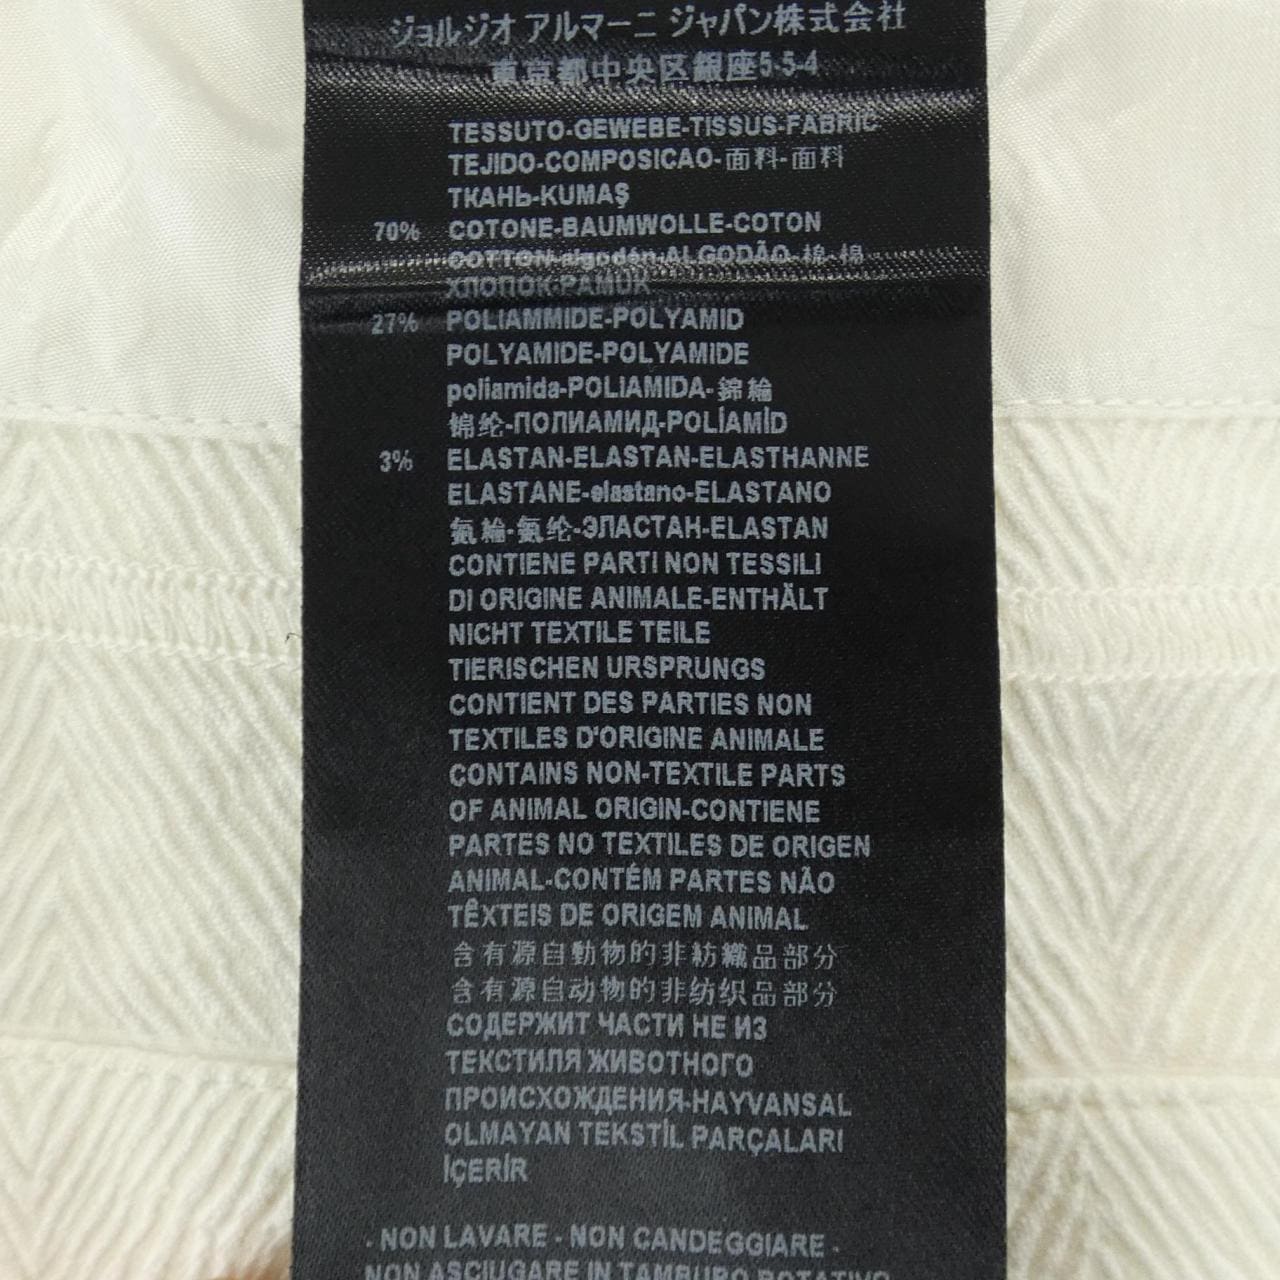 ジョルジオ アルマーニ ジャパン株式会社
東京都中央区銀座5-5-4
TESSUTO-GEWEBE-TISSUS-FABRIC
TEJIDO-COMPOSICAO-面料-面料
ТКАНЬ-KUMAŞ
70% COTONE-BAUMWOLLE-COTON
COTTON-algodón-ALGODÃO-棉-棉
ХЛОПОК-PAMUK
27% POLIAMMIDE-POLYAMID
POLYAMIDE-POLYAMIDE
poliamida-POLIAMIDA-錦綸
锦纶-ПОЛИАМИД-POLİAMİD
3% ELASTAN-ELASTAN-ELASTHANNE
ELASTANE-elastano-ELASTANO
氨綸-氨纶-ЭЛАСТАН-ELASTAN
CONTIENE PARTI NON TESSILI
DI ORIGINE ANIMALE-ENTHÄLT
NICHT TEXTILE TEILE
TIERISCHEN URSPRUNGS
CONTIENT DES PARTIES NON
TEXTILES D'ORIGINE ANIMALE
CONTAINS NON-TEXTILE PARTS
OF ANIMAL ORIGIN-CONTIENE
PARTES NO TEXTILES DE ORIGEN
ANIMAL-CONTÉM PARTES NÃO
TÊXTEIS DE ORIGEM ANIMAL
含有源自動物的非紡織品部分
含有源自动物的非纺织品部分
СОДЕРЖИТ ЧАСТИ НЕ ИЗ
ТЕКСТИЛЯ ЖИВОТНОГО
ПРОИСХОЖДЕНИЯ-HAYVANSAL
OLMAYAN TEKSTİL PARÇALARI
İÇERİR
- NON LAVARE - NON CANDEGGIARE -
NON ASCIUGARE IN TAMBURO ROTATIVO